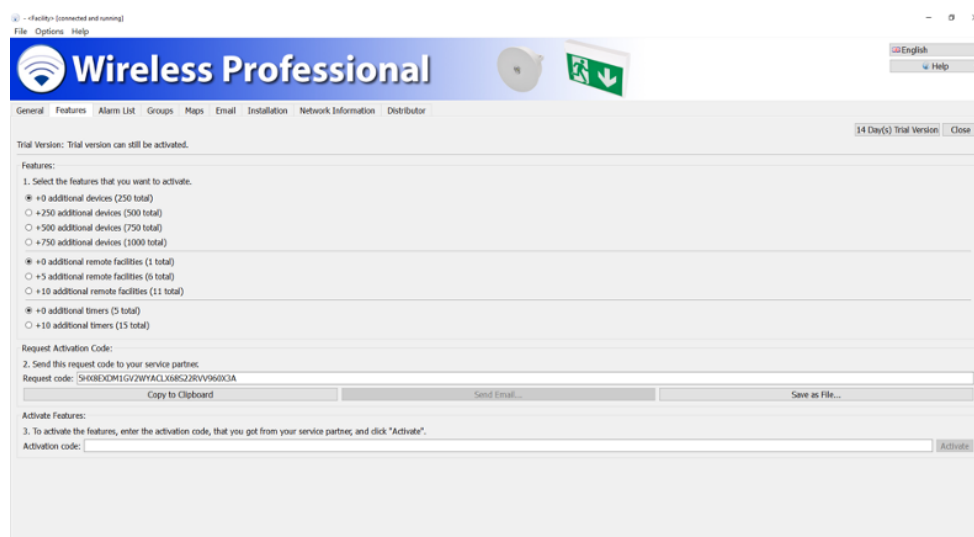 - <Facility> [connected and running]
File Options Help
Wireless Professional
English
Help
General Features Alarm List Groups Maps Email Installation Network Information Distributor
14 Day(s) Trial Version Close
Trial Version: Trial version can still be activated.
Features:
1. Select the features that you want to activate.
+0 additional devices (250 total)
+250 additional devices (500 total)
+500 additional devices (750 total)
+750 additional devices (1000 total)
+0 additional remote facilities (1 total)
+5 additional remote facilities (6 total)
+10 additional remote facilities (11 total)
+0 additional timers (5 total)
+10 additional timers (15 total)
Request Activation Code:
2. Send this request code to your service partner.
Request code: 5HX8EXDM1GV2WYACLX68S22RVV960X3A
Copy to Clipboard Send Email... Save as File...
Activate Features:
3. To activate the features, enter the activation code, that you got from your service partner, and click "Activate".
Activation code: Activate